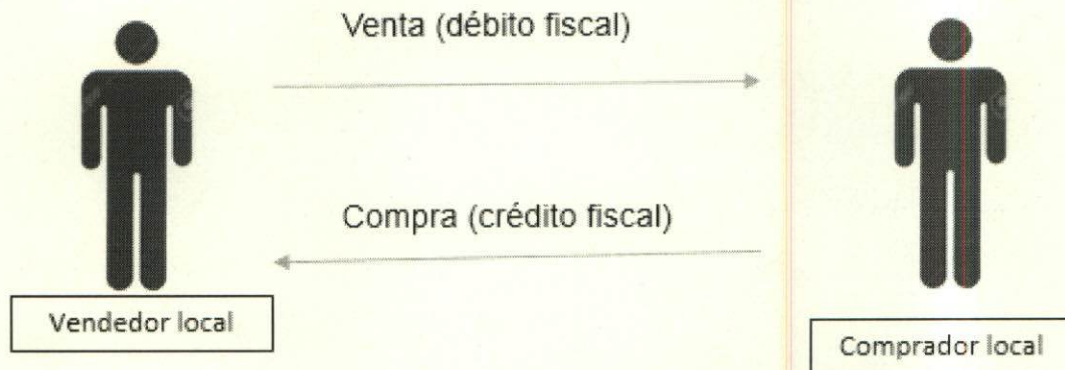 Venta (débito fiscal)
Compra (crédito fiscal)
Vendedor local
Comprador local